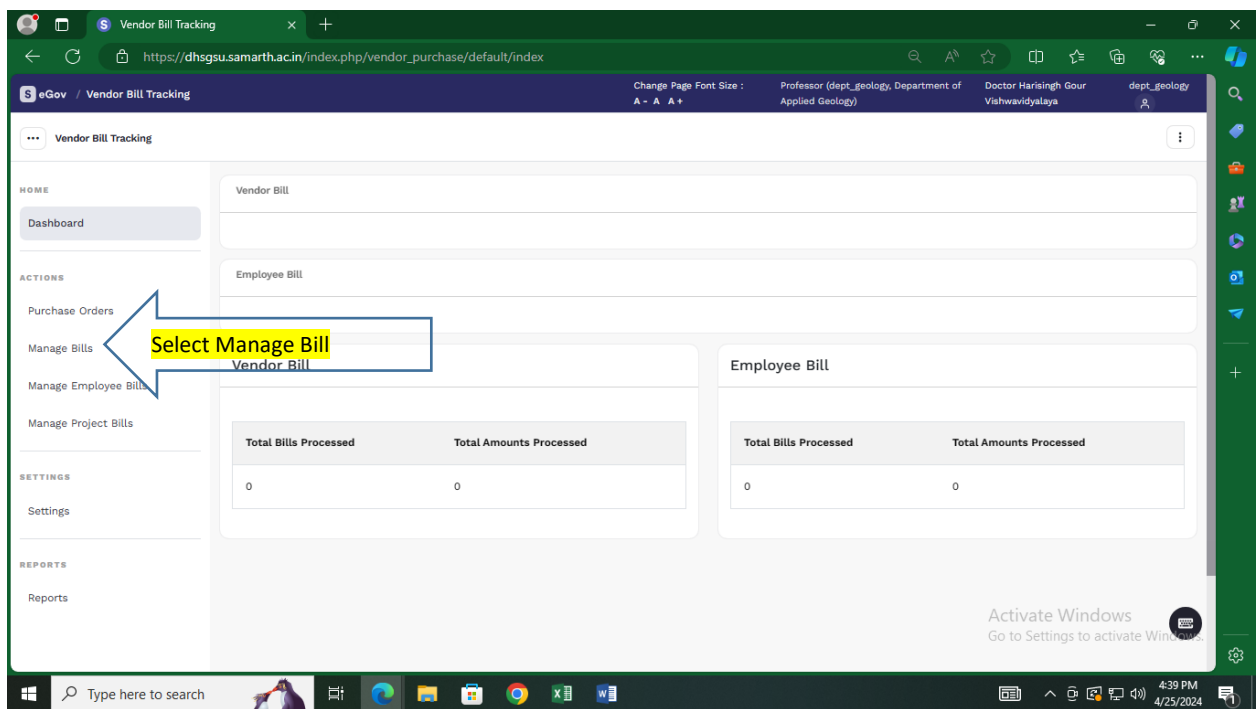 S Vendor Bill Tracking
https://dhsgsu.samarth.ac.in/index.php/vendor_purchase/default/index
S eGov / Vendor Bill Tracking
Change Page Font Size :
A - A A +
Professor (dept_geology, Department of
Applied Geology)
Doctor Harisingh Gour
Vishwavidyalaya
dept_geology
Vendor Bill Tracking
HOME
Dashboard
ACTIONS
Purchase Orders
Manage Bills
Manage Employee Bills
Manage Project Bills
SETTINGS
Settings
REPORTS
Reports
Select Manage Bill
Vendor Bill
Employee Bill
Vendor Bill
Total Bills Processed Total Amounts Processed
0 0
Employee Bill
Total Bills Processed Total Amounts Processed
0 0
Activate Windows
Go to Settings to activate Windows.
Type here to search
4:39 PM
4/25/2024